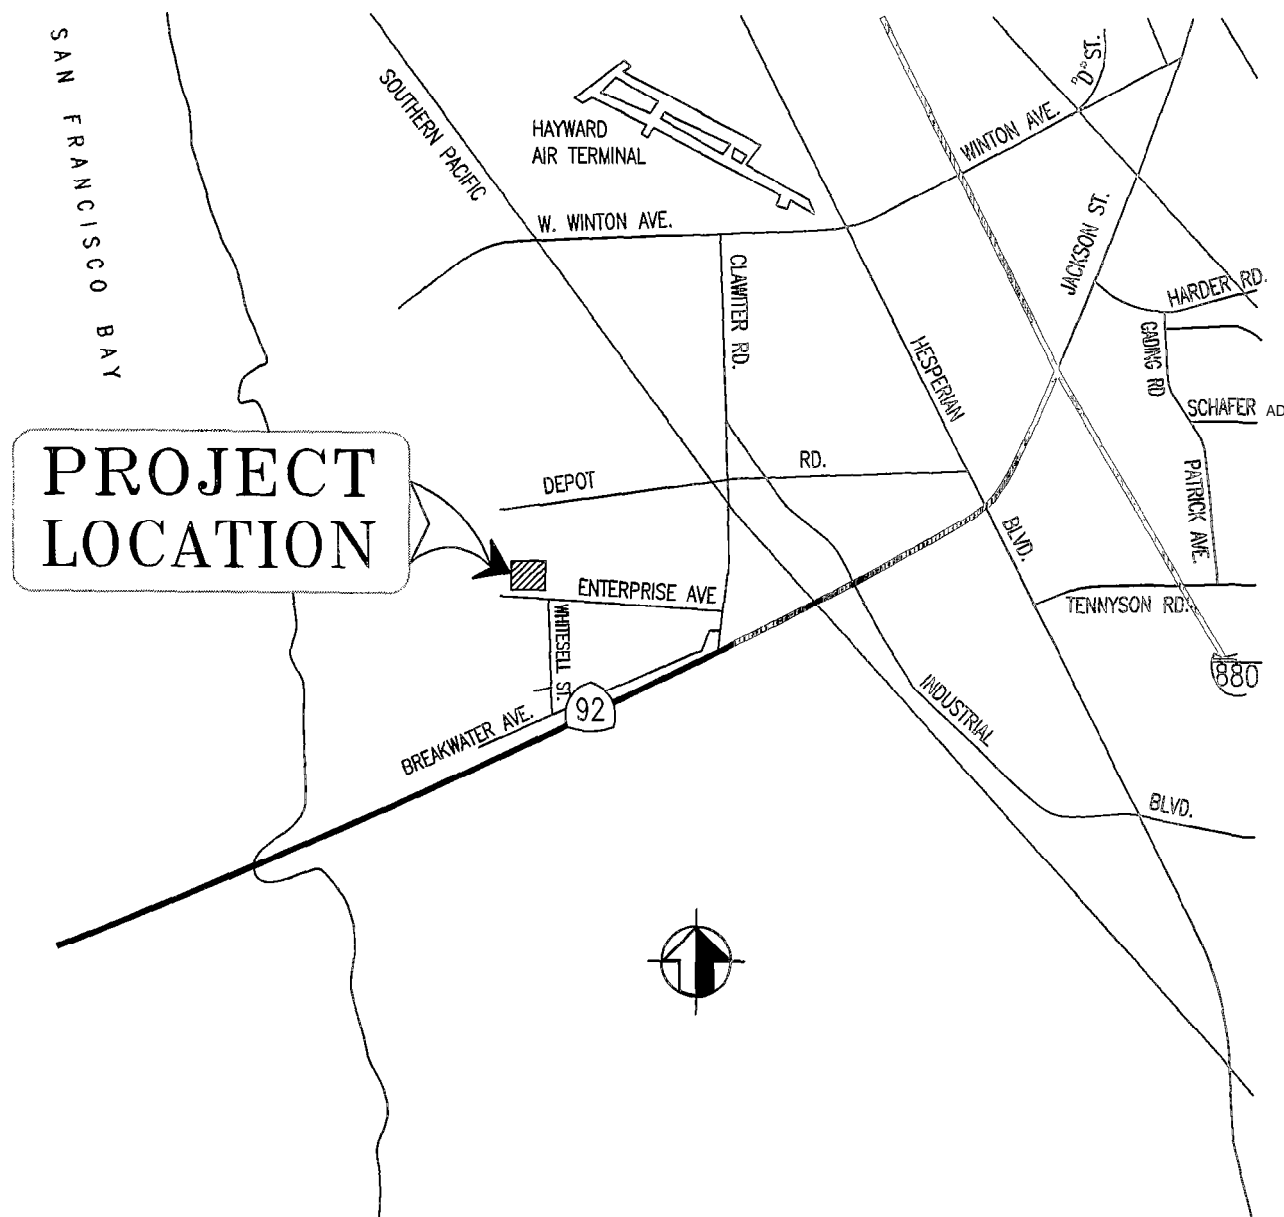 SAN FRANCISCO BAY
SOUTHERN PACIFIC
HAYWARD
AIR TERMINAL
"D" ST.
WINTON AVE.
W. WINTON AVE.
JACKSON ST.
CLAWITER RD.
HARDER RD.
GADING RD
HESPERIAN
SCHAFER AD
PROJECT
LOCATION
DEPOT
RD.
PATRICK AVE.
BLVD.
ENTERPRISE AVE
TENNYSON RD.
WHITESELL ST.
880
92
INDUSTRIAL
BREAKWATER AVE.
BLVD.